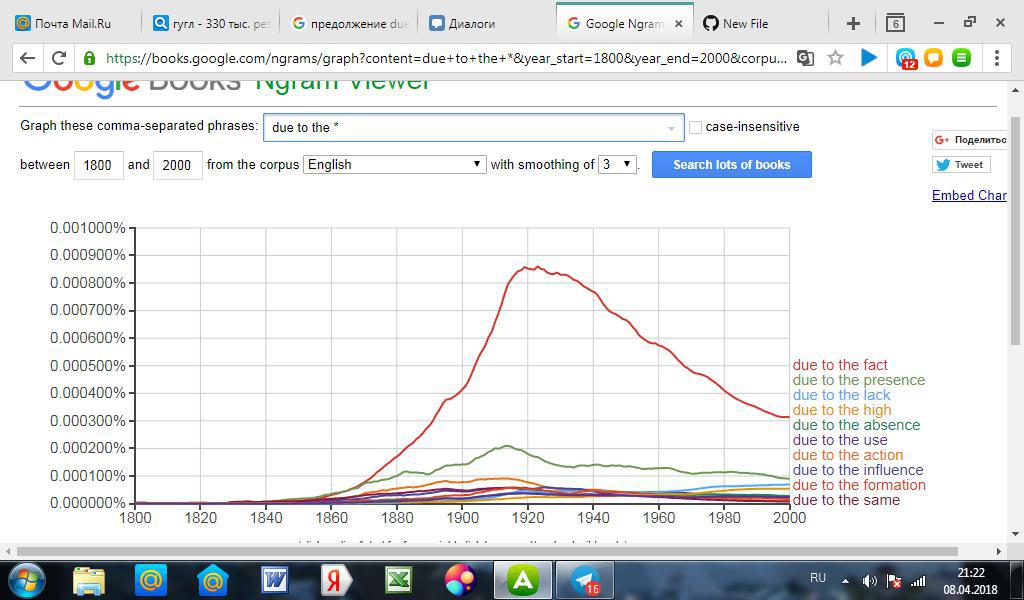 Почта Mail.Ru
гугл - 330 тыс. рез
предолжение due
Диалоги
Google Ngram
New File
6
https://books.google.com/ngrams/graph?content=due+to+the+*&year_start=1800&year_end=2000&corpu...
12
Google Books Ngram Viewer
Graph these comma-separated phrases: due to the * case-insensitive
between 1800 and 2000 from the corpus English with smoothing of 3 . Search lots of books
G+ Поделитьс
Tweet
Embed Char
0.001000%
0.000900%
0.000800%
0.000700%
0.000600%
0.000500%
0.000400%
0.000300%
0.000200%
0.000100%
0.000000%
1800 1820 1840 1860 1880 1900 1920 1940 1960 1980 2000
due to the fact
due to the presence
due to the lack
due to the high
due to the absence
due to the use
due to the action
due to the influence
due to the formation
due to the same
16
RU
21:22
08.04.2018